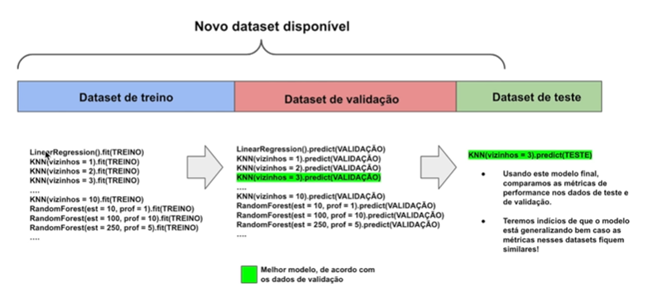 Novo dataset disponível
Dataset de treino
Dataset de validação
Dataset de teste
LinearRegression().fit(TREINO)
KNN(vizinhos = 1).fit(TREINO)
KNN(vizinhos = 2).fit(TREINO)
KNN(vizinhos = 3).fit(TREINO)
....
KNN(vizinhos = 10).fit(TREINO)
RandomForest(est = 10, prof = 1).fit(TREINO)
RandomForest(est = 100, prof = 10).fit(TREINO)
RandomForest(est = 250, prof = 5).fit(TREINO)
....
LinearRegression().predict(VALIDAÇÃO)
KNN(vizinhos = 1).predict(VALIDAÇÃO)
KNN(vizinhos = 2).predict(VALIDAÇÃO)
KNN(vizinhos = 3).predict(VALIDAÇÃO)
....
KNN(vizinhos = 10).predict(VALIDAÇÃO)
RandomForest(est = 10, prof = 1).predict(VALIDAÇÃO)
RandomForest(est = 100, prof = 10).predict(VALIDAÇÃO)
RandomForest(est = 250, prof = 5).predict(VALIDAÇÃO)
....
KNN(vizinhos = 3).predict(TESTE)
Usando este modelo final,
comparamos as métricas de
performance nos dados de teste e
de validação.
Teremos indícios de que o modelo
está generalizando bem caso as
métricas nesses datasets fiquem
similares!
Melhor modelo, de acordo com
os dados de validação